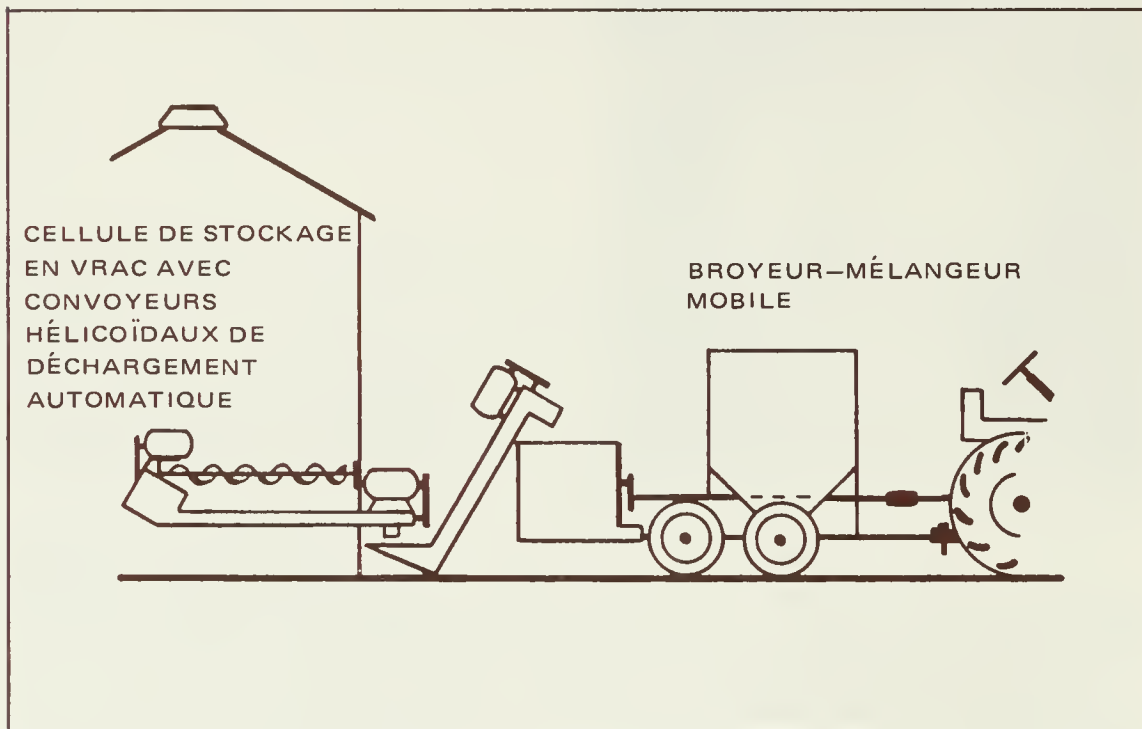 CELLULE DE STOCKAGE
EN VRAC AVEC
CONVOYEURS
HÉLICOÏDAUX DE
DÉCHARGEMENT
AUTOMATIQUE
BROYEUR—MÉLANGEUR
MOBILE